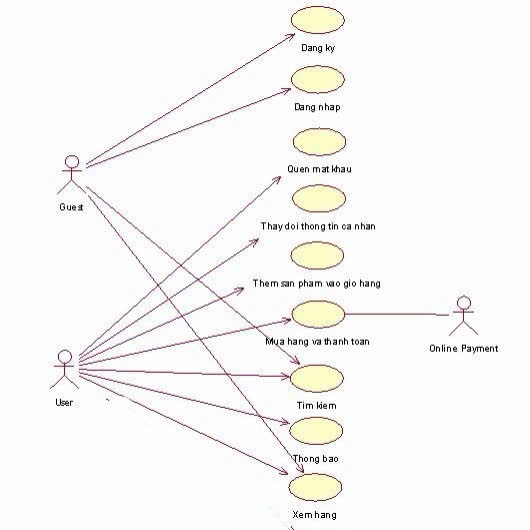 Dang ky
Dang nhap
Quen mat khau
Guest
Thay doi thong tin ca nhan
Them san pham vao gio hang
Mua hang va thanh toan
Online Payment
User
Tim kiem
Thong bao
Xem hang